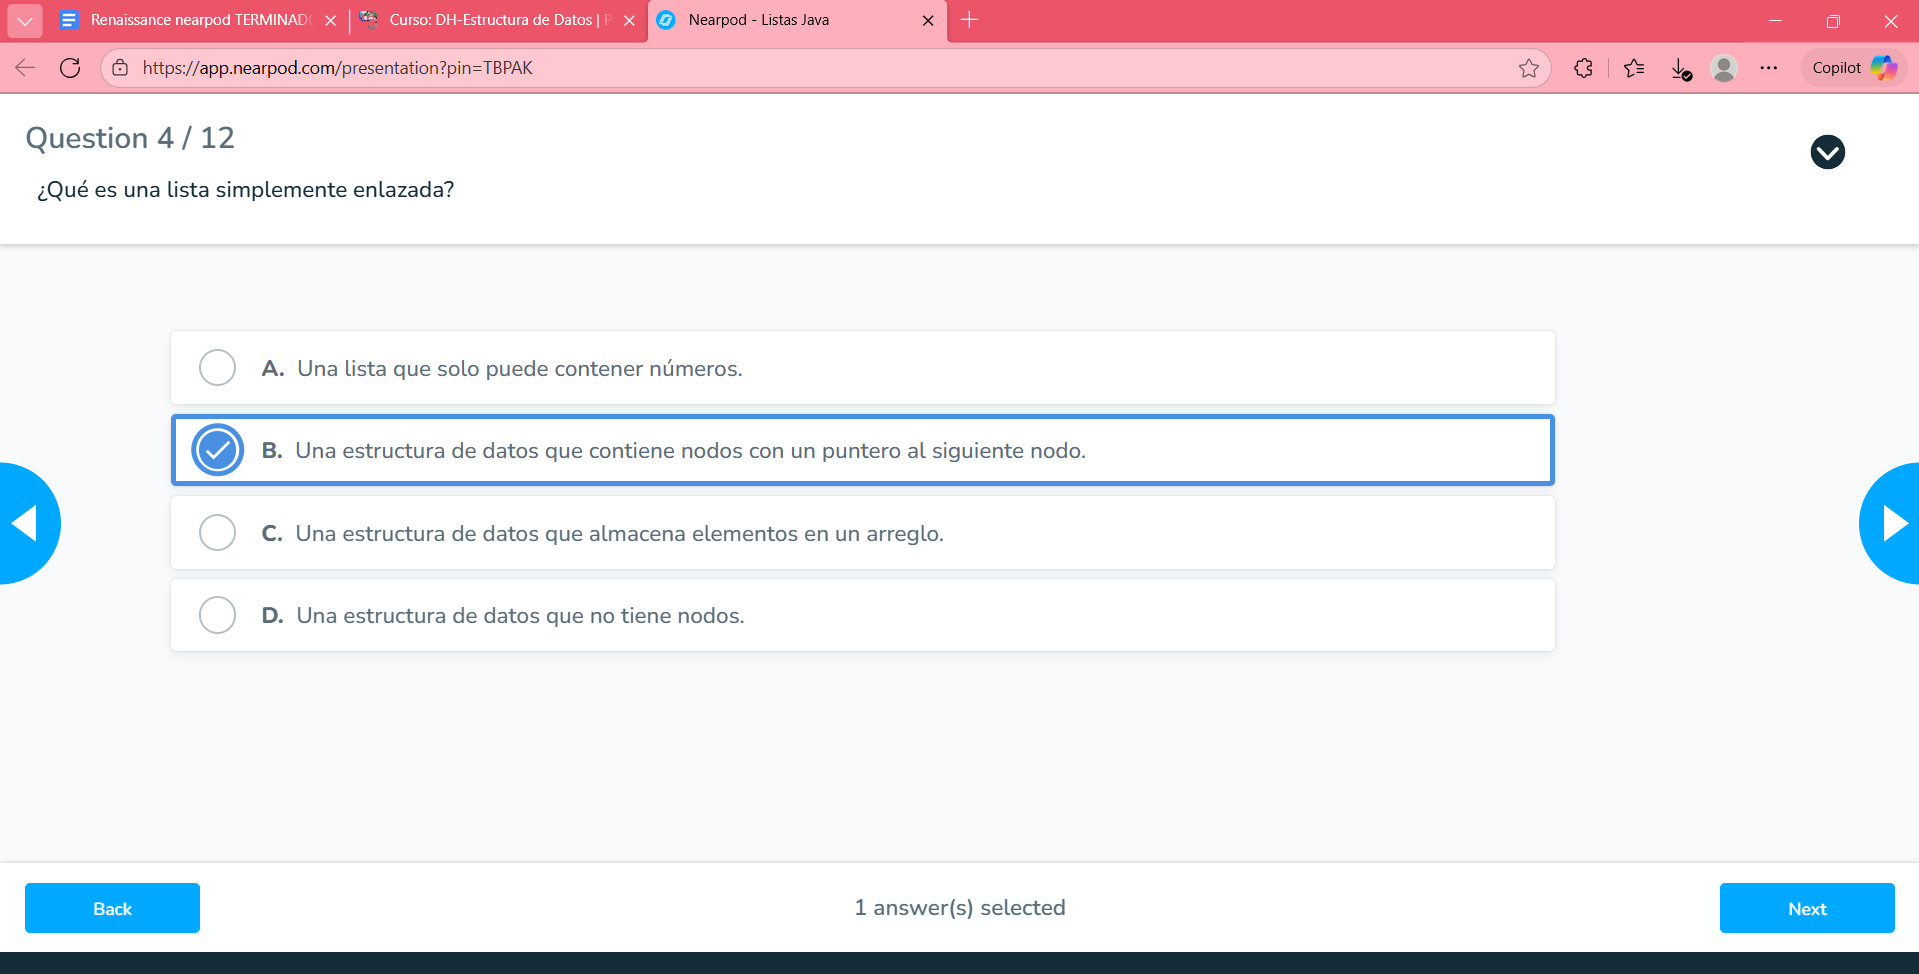 Renaissance nearpod TERMINADO
Curso: DH-Estructura de Datos | P
Nearpod - Listas Java
https://app.nearpod.com/presentation?pin=TBPAK
Copilot
Question 4 / 12
¿Qué es una lista simplemente enlazada?
A. Una lista que solo puede contener números.
B. Una estructura de datos que contiene nodos con un puntero al siguiente nodo.
C. Una estructura de datos que almacena elementos en un arreglo.
D. Una estructura de datos que no tiene nodos.
Back
1 answer(s) selected
Next